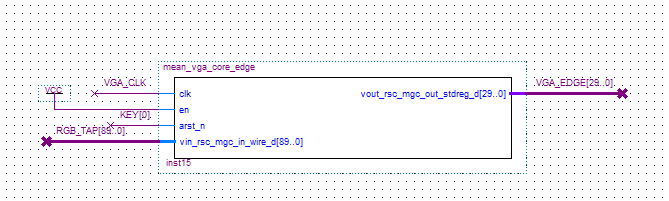 mean_vga_core_edge
VGA_CLK
VCC
clk
vout_rsc_mgc_out_stdreg_d[29..0]
VGA_EDGE[29..0]
en
KEY[0]
arst_n
RGB_TAP[89..0]
vin_rsc_mgc_in_wire_d[89..0]
inst15